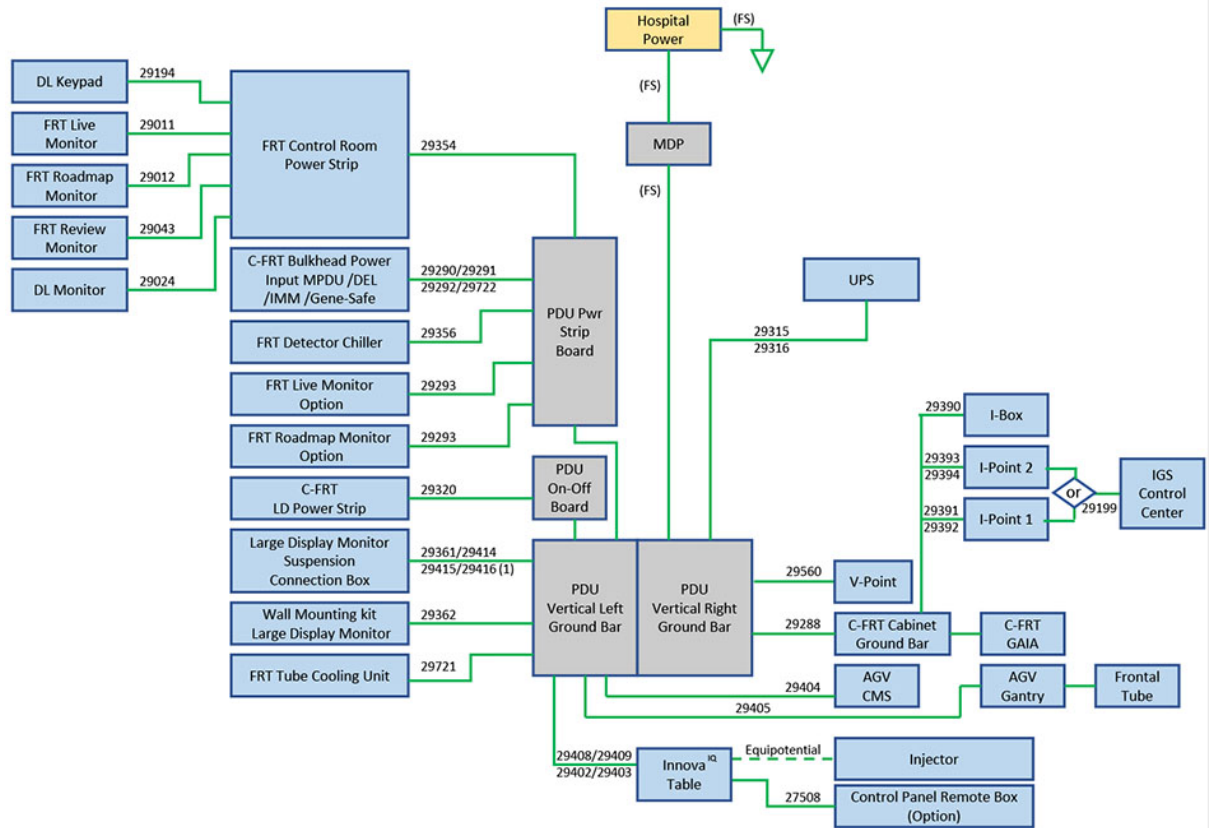 Hospital
Power
(FS)
(FS)
MDP
(FS)
DL Keypad
29194
FRT Live
Monitor
29011
FRT Roadmap
Monitor
29012
FRT Review
Monitor
29043
DL Monitor
29024
FRT Control Room
Power Strip
29354
C-FRT Bulkhead Power
Input MPDU /DEL
/IMM /Gene-Safe
29290/29291
29292/29722
FRT Detector Chiller
29356
FRT Live Monitor
Option
29293
FRT Roadmap Monitor
Option
29293
C-FRT
LD Power Strip
29320
Large Display Monitor
Suspension
Connection Box
29361/29414
29415/29416 (1)
Wall Mounting kit
Large Display Monitor
29362
FRT Tube Cooling Unit
29721
PDU Pwr
Strip
Board
PDU
On-Off
Board
PDU
Vertical Left
Ground Bar
PDU
Vertical Right
Ground Bar
UPS
29315
29316
29390
I-Box
29393
29394
I-Point 2
29391
29392
I-Point 1
or
29199
IGS
Control
Center
29560
V-Point
29288
C-FRT Cabinet
Ground Bar
C-FRT
GAIA
29404
AGV
CMS
29405
AGV
Gantry
Frontal
Tube
29408/29409
29402/29403
Innova IQ
Table
Equipotential
Injector
27508
Control Panel Remote Box
(Option)